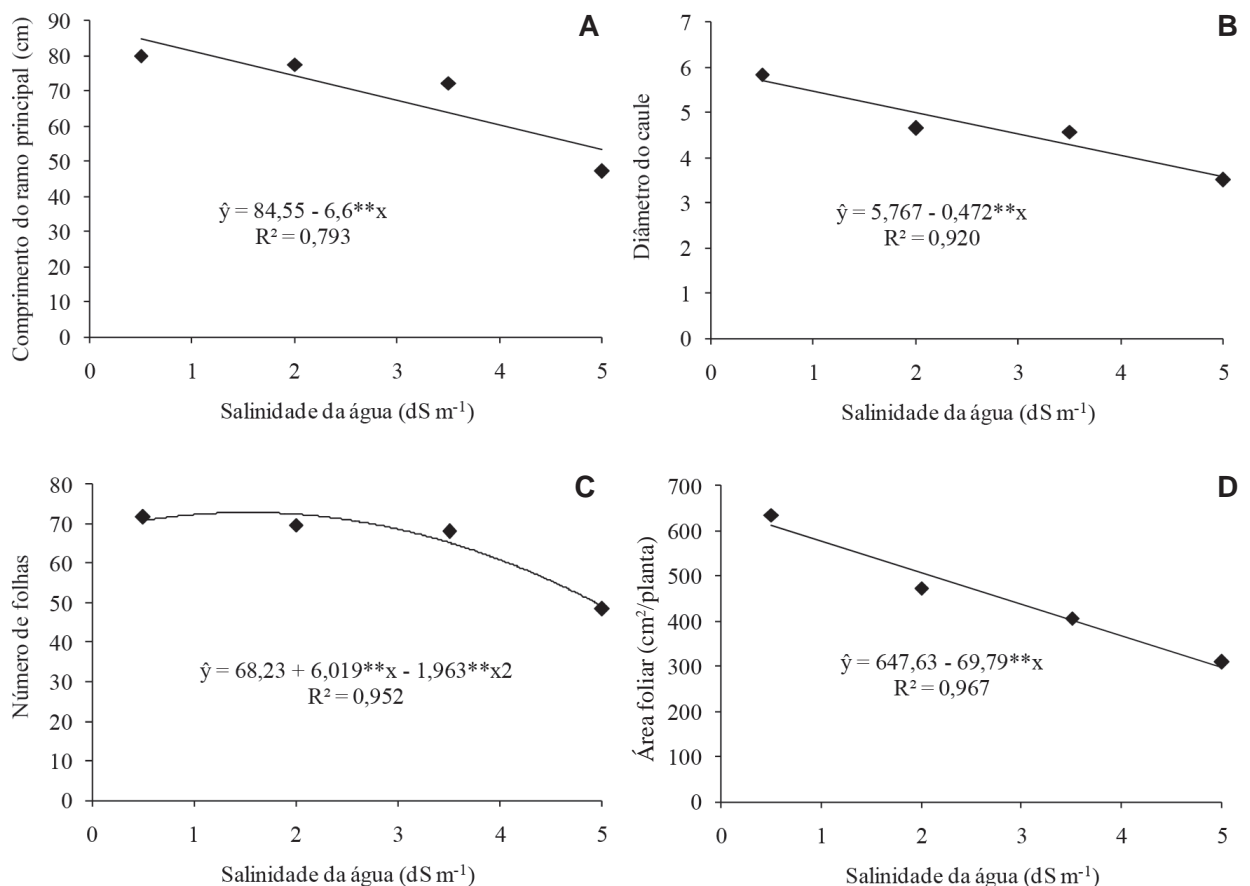 A
Comprimento do ramo principal (cm)
90
80
70
60
50
40
30
20
10
0
ŷ = 84,55 - 6,6**x
R² = 0,793
0 1 2 3 4 5
Salinidade da água (dS m⁻¹)
B
Diâmetro do caule
7
6
5
4
3
2
1
0
ŷ = 5,767 - 0,472**x
R² = 0,920
0 1 2 3 4 5
Salinidade da água (dS m⁻¹)
C
Número de folhas
80
70
60
50
40
30
20
10
0
ŷ = 68,23 + 6,019**x - 1,963**x2
R² = 0,952
0 1 2 3 4 5
Salinidade da água (dS m⁻¹)
D
Área foliar (cm²/planta)
700
600
500
400
300
200
100
0
ŷ = 647,63 - 69,79**x
R² = 0,967
0 1 2 3 4 5
Salinidade da água (dS m⁻¹)